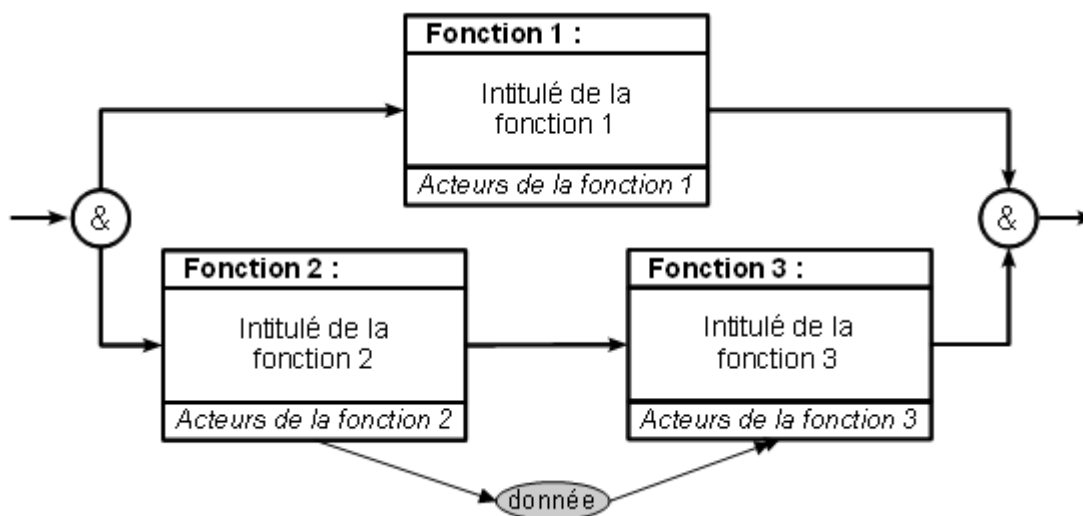 Fonction 1 :
Intitulé de la
fonction 1
Acteurs de la fonction 1
&
&
Fonction 2 :
Intitulé de la
fonction 2
Acteurs de la fonction 2
Fonction 3 :
Intitulé de la
fonction 3
Acteurs de la fonction 3
donnée